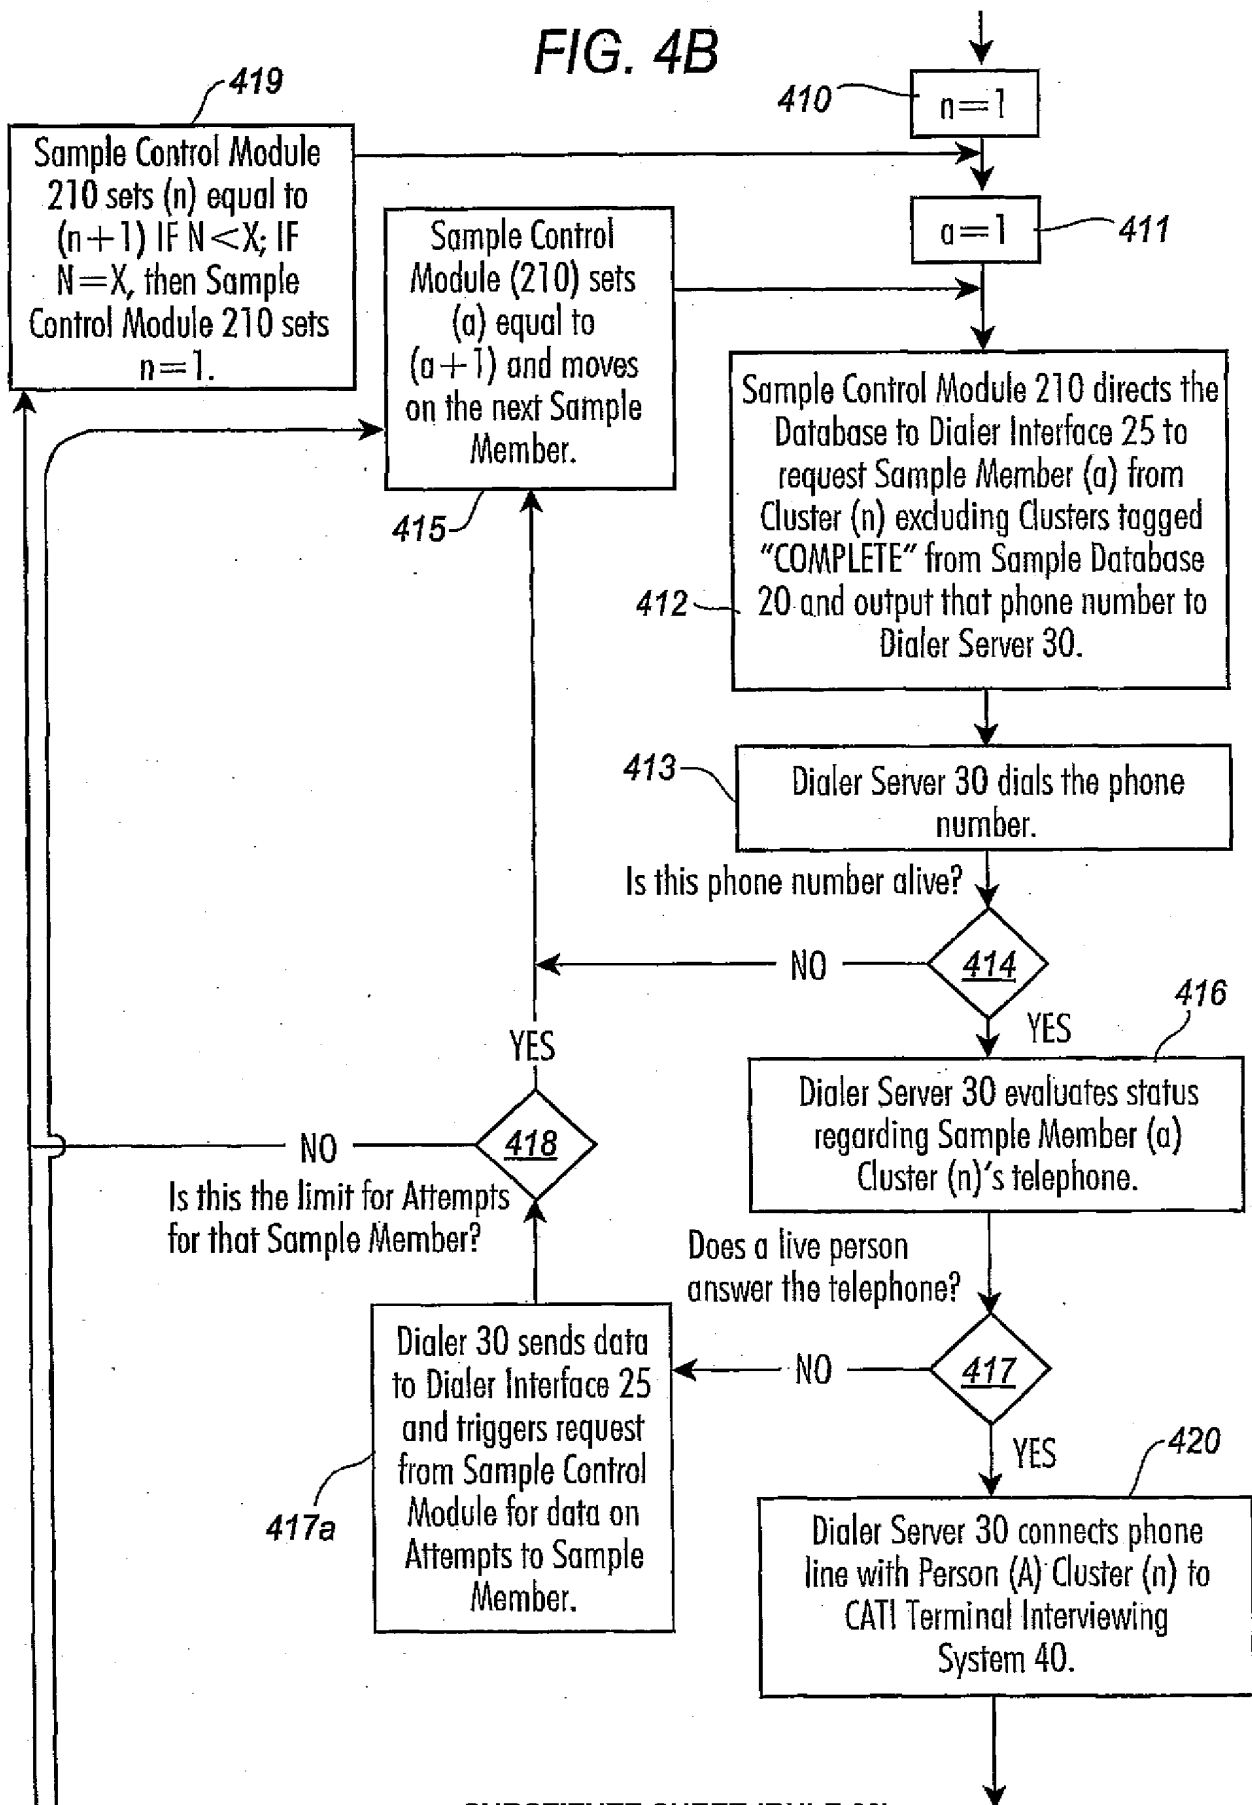 FIG. 4B
419
410
n=1
Sample Control Module
210 sets (n) equal to
(n+1) IF N<X; IF
N=X, then Sample
Control Module 210 sets
n=1.
a=1
411
Sample Control
Module (210) sets
(a) equal to
(a+1) and moves
on the next Sample
Member.
415
Sample Control Module 210 directs the
Database to Dialer Interface 25 to
request Sample Member (a) from
Cluster (n) excluding Clusters tagged
"COMPLETE" from Sample Database
20 and output that phone number to
Dialer Server 30.
412
413
Dialer Server 30 dials the phone
number.
Is this phone number alive?
414
NO
YES
416
Dialer Server 30 evaluates status
regarding Sample Member (a)
Cluster (n)'s telephone.
YES
418
NO
Is this the limit for Attempts
for that Sample Member?
Does a live person
answer the telephone?
417
NO
YES
Dialer 30 sends data
to Dialer Interface 25
and triggers request
from Sample Control
Module for data on
Attempts to Sample
Member.
417a
420
Dialer Server 30 connects phone
line with Person (A) Cluster (n) to
CATI Terminal Interviewing
System 40.